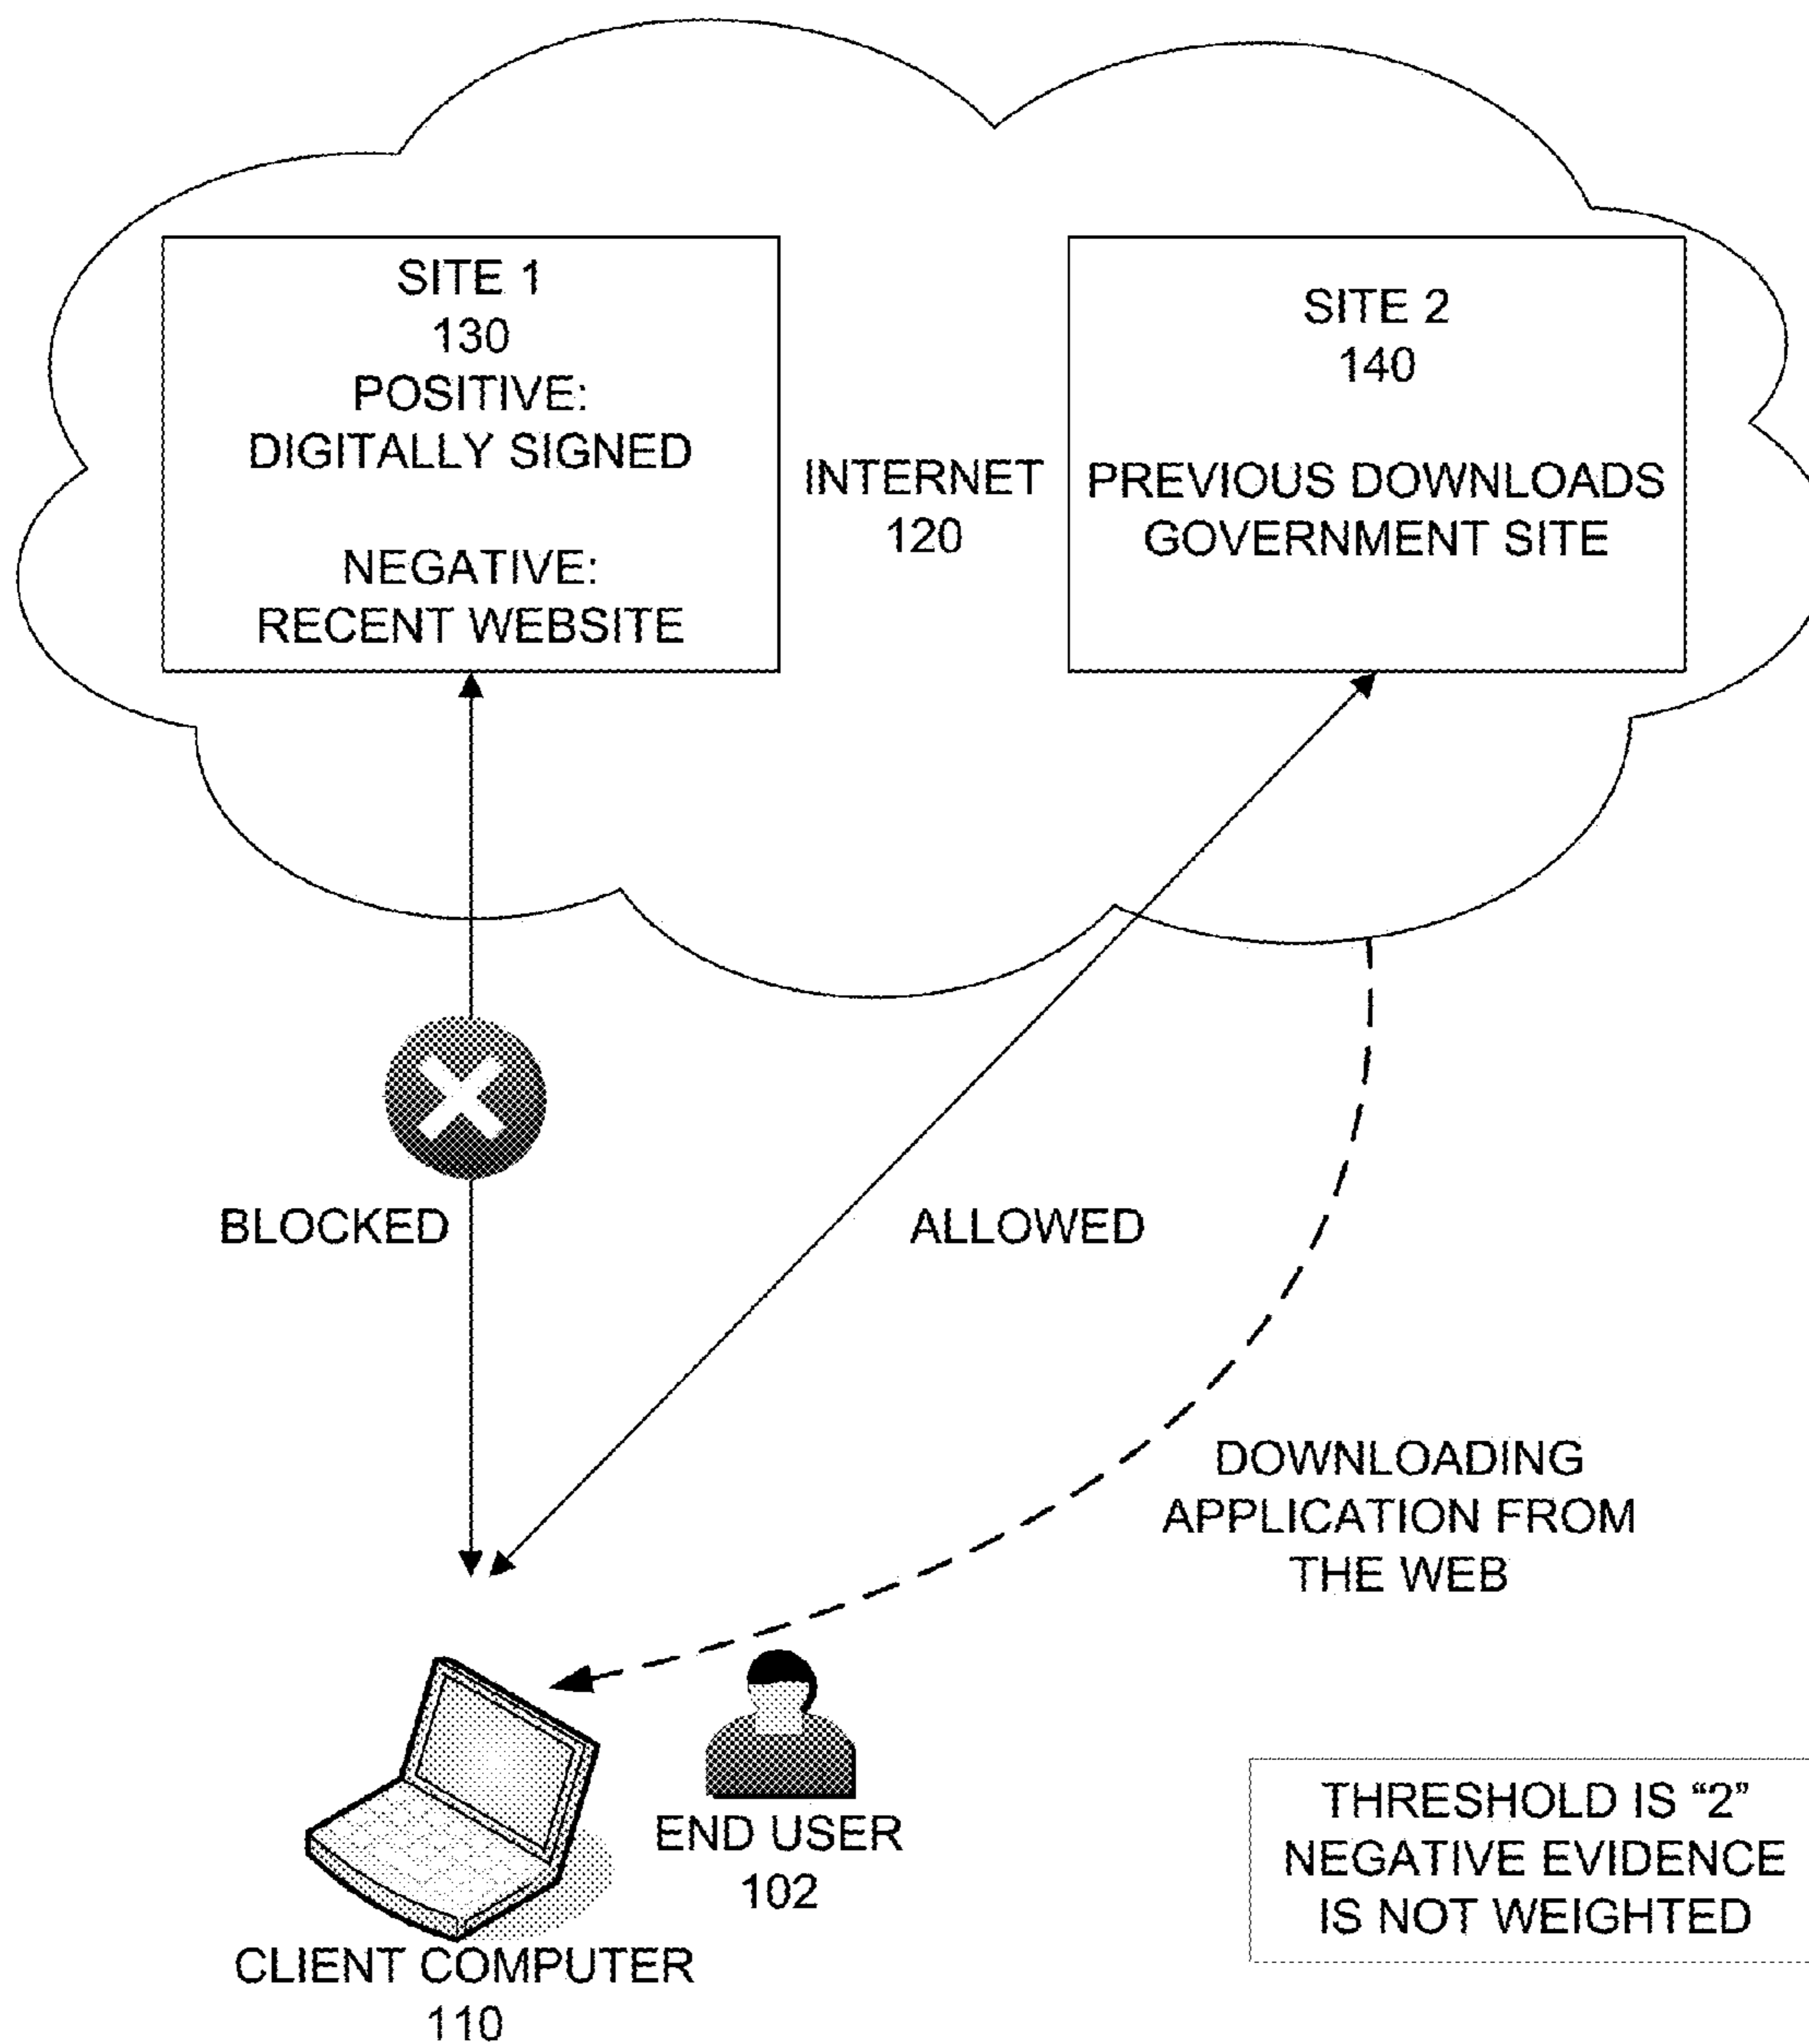 SITE 1
130
POSITIVE:
DIGITALLY SIGNED
NEGATIVE:
RECENT WEBSITE
INTERNET
120
SITE 2
140
PREVIOUS DOWNLOADS
GOVERNMENT SITE
BLOCKED
ALLOWED
DOWNLOADING
APPLICATION FROM
THE WEB
END USER
102
CLIENT COMPUTER
110
THRESHOLD IS “2”
NEGATIVE EVIDENCE
IS NOT WEIGHTED